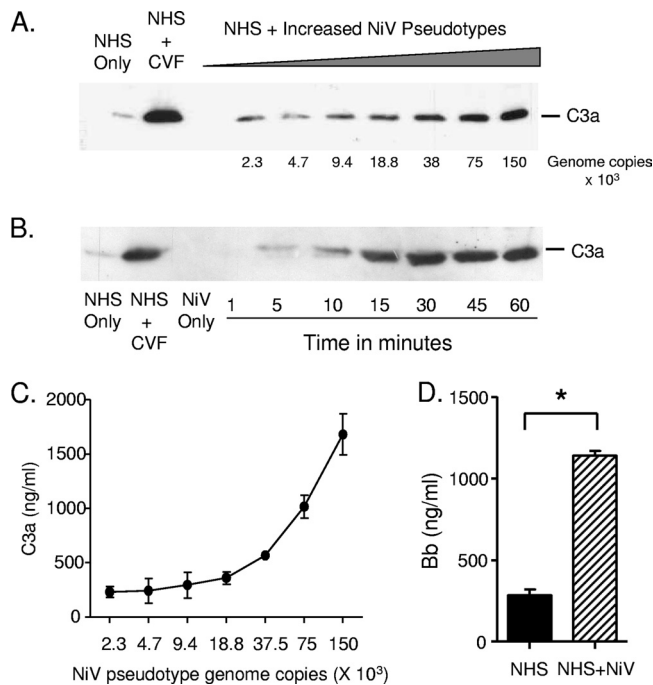 A.
NHS
Only
NHS
+
CVF
NHS + Increased NiV Pseudotypes
C3a
2.3 4.7 9.4 18.8 38 75 150
Genome copies
x 10³
B.
C3a
NHS
Only
NHS
+
CVF
NiV
Only
1 5 10 15 30 45 60
Time in minutes
C.
2000
1500
1000
500
0
C3a (ng/ml)
2.3 4.7 9.4 18.8 37.5 75 150
NiV pseudotype genome copies (X 10³)
D.
*
1500
1000
500
0
Bb (ng/ml)
NHS NHS+NiV